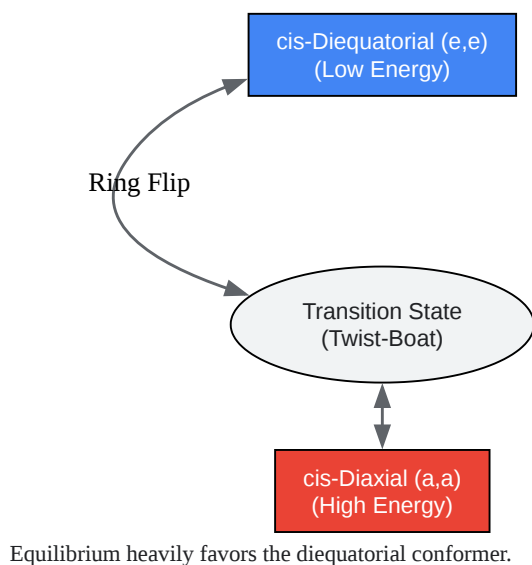 cis-Diequatorial (e,e)
(Low Energy)
Ring Flip
Transition State
(Twist-Boat)
cis-Diaxial (a,a)
(High Energy)
Equilibrium heavily favors the diequatorial conformer.